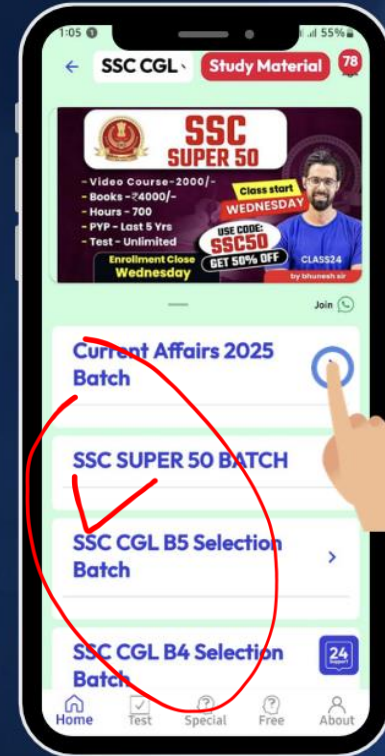 1:05
55%
SSC CGL
Study Material
78
SSC
SUPER 50
- Video Course-2000/-
- Books -₹4000/-
- Hours - 700
- PYP - Last 5 Yrs
- Test - Unlimited
Class start
WEDNESDAY
USE CODE:
SSC50
GET 50% OFF
Enrollment Close
Wednesday
CLASS24
by bhunesh sir
Join
Current Affairs 2025
Batch
SSC SUPER 50 BATCH
SSC CGL B5 Selection
Batch
SSC CGL B4 Selection
Batch
24
Support
Home
Test
Special
Free
About